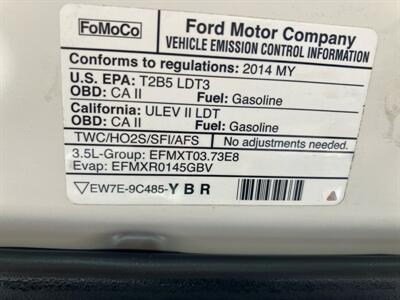 FoMoCo
Ford Motor Company
VEHICLE EMISSION CONTROL INFORMATION
Conforms to regulations: 2014 MY
U.S. EPA: T2B5 LDT3
OBD: CA II Fuel: Gasoline
California: ULEV II LDT
OBD: CA II Fuel: Gasoline
TWC/HO2S/SFI/AFS No adjustments needed.
3.5L-Group: EFMXT03.73E8
Evap: EFMXR0145GBV
EW7E-9C485-YBR